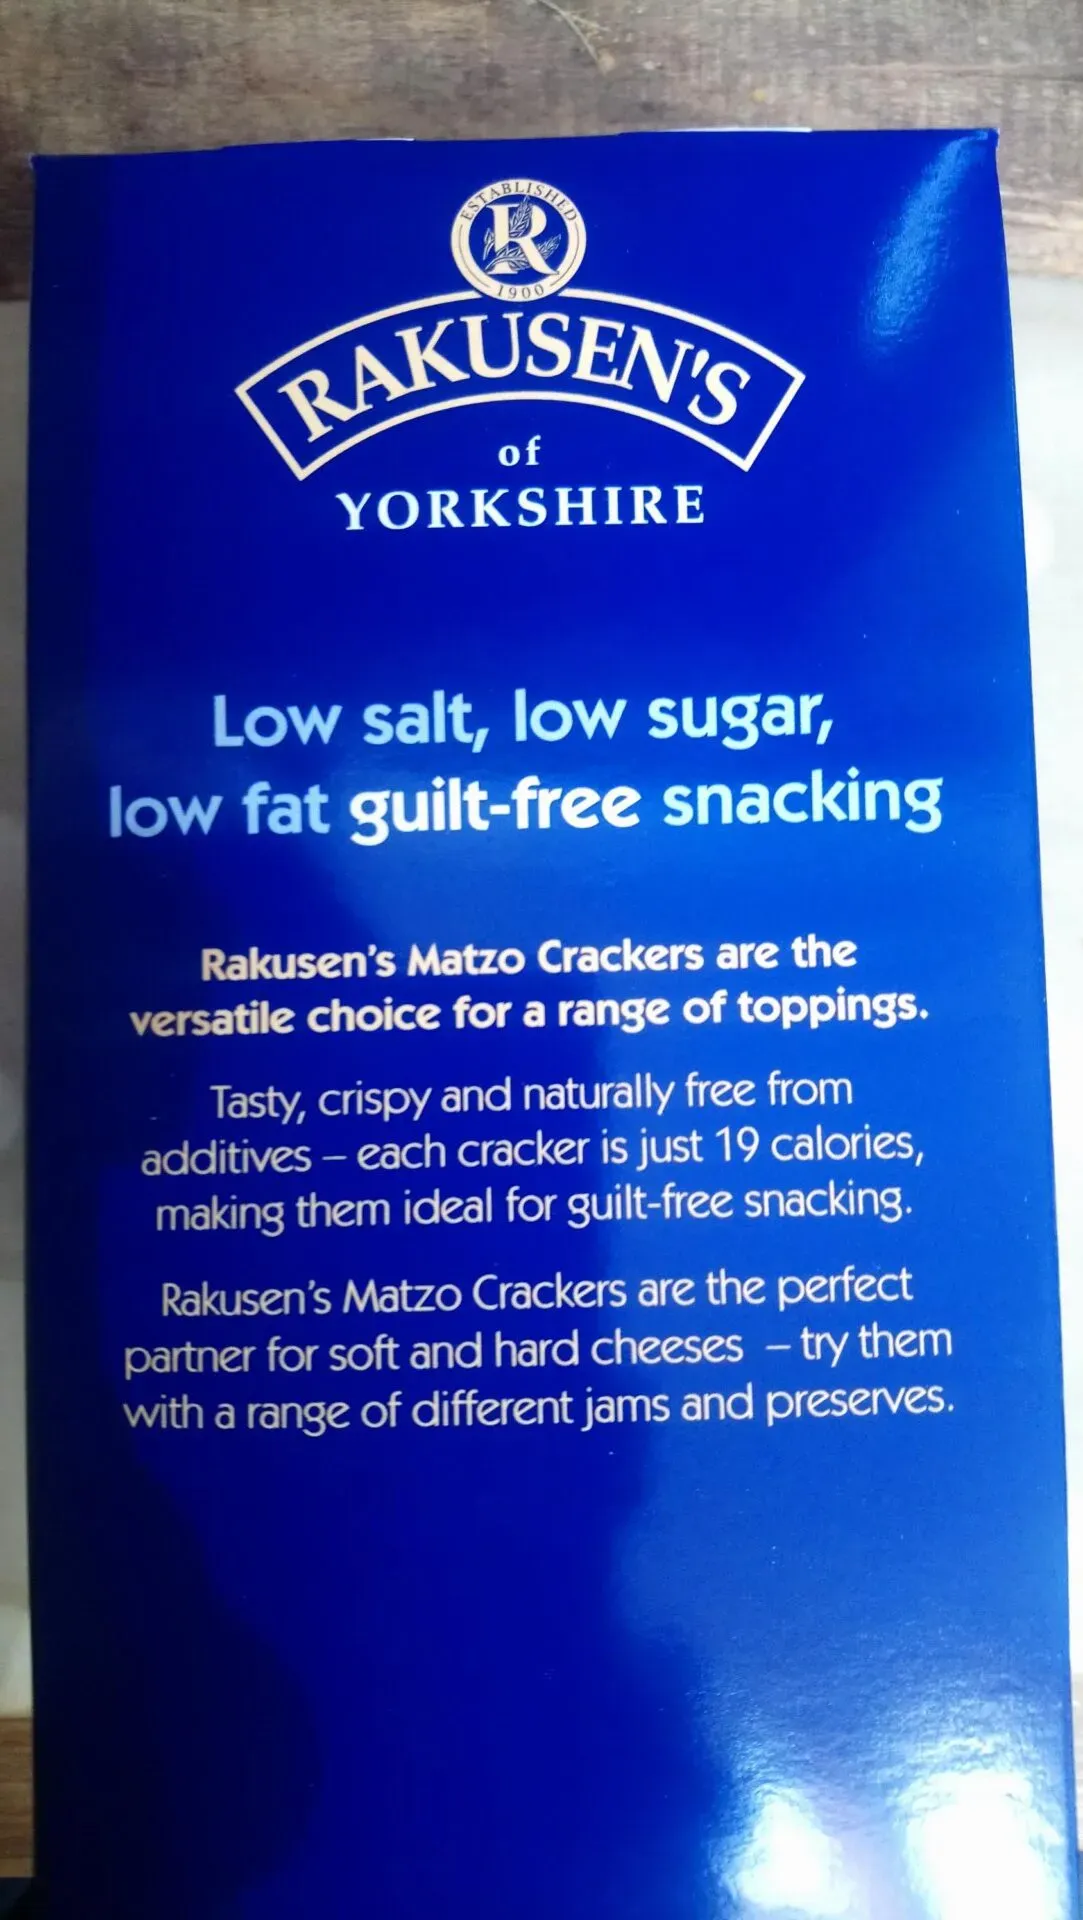 ESTABLISHED
R
1900
RAKUSEN'S
of
YORKSHIRE
Low salt, low sugar,
low fat guilt-free snacking
Rakusen's Matzo Crackers are the
versatile choice for a range of toppings.
Tasty, crispy and naturally free from
additives – each cracker is just 19 calories,
making them ideal for guilt-free snacking.
Rakusen's Matzo Crackers are the perfect
partner for soft and hard cheeses – try them
with a range of different jams and preserves.